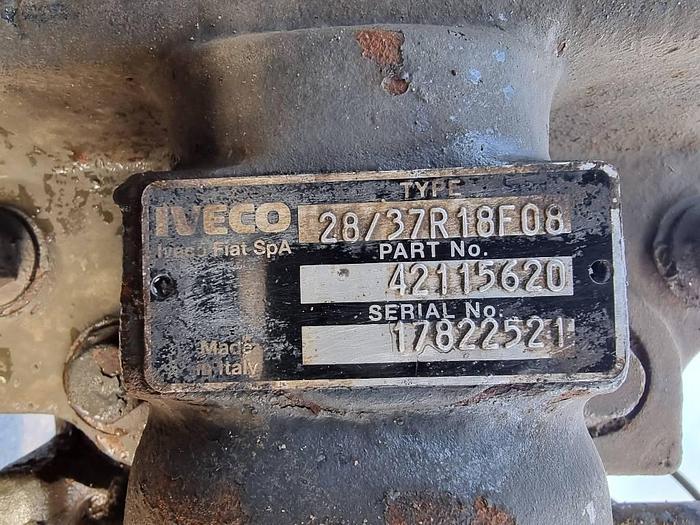 TYPE
IVECO 28/37R18F08
Iveco Fiat SpA
PART No.
42115620
SERIAL No.
17822521
Made
in Italy